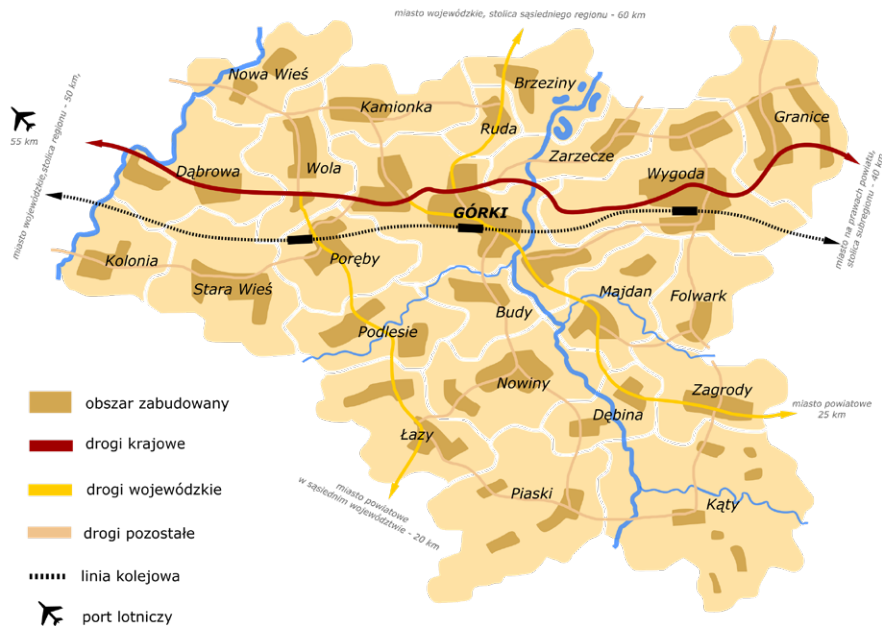 miasto wojewódzkie, stolica sąsiedniego regionu - 60 km
miasto wojewódzkie,stolica regionu - 50 km,
55 km
Nowa Wieś
Brzeziny
Kamionka
Ruda
Granice
Zarzecze
Dąbrowa
Wola
Wygoda
GÓRKI
miasto na prawach powiatu,
stolica subregionu - 40 km
Kolonia
Poręby
Stara Wieś
Majdan
Folwark
Budy
Podlesie
Nowiny
Zagrody
miasto powiatowe
25 km
Dębina
Łazy
miasto powiatowe
w sąsiednim województwie - 20 km
Piaski
Kąty
obszar zabudowany
drogi krajowe
drogi wojewódzkie
drogi pozostałe
linia kolejowa
port lotniczy